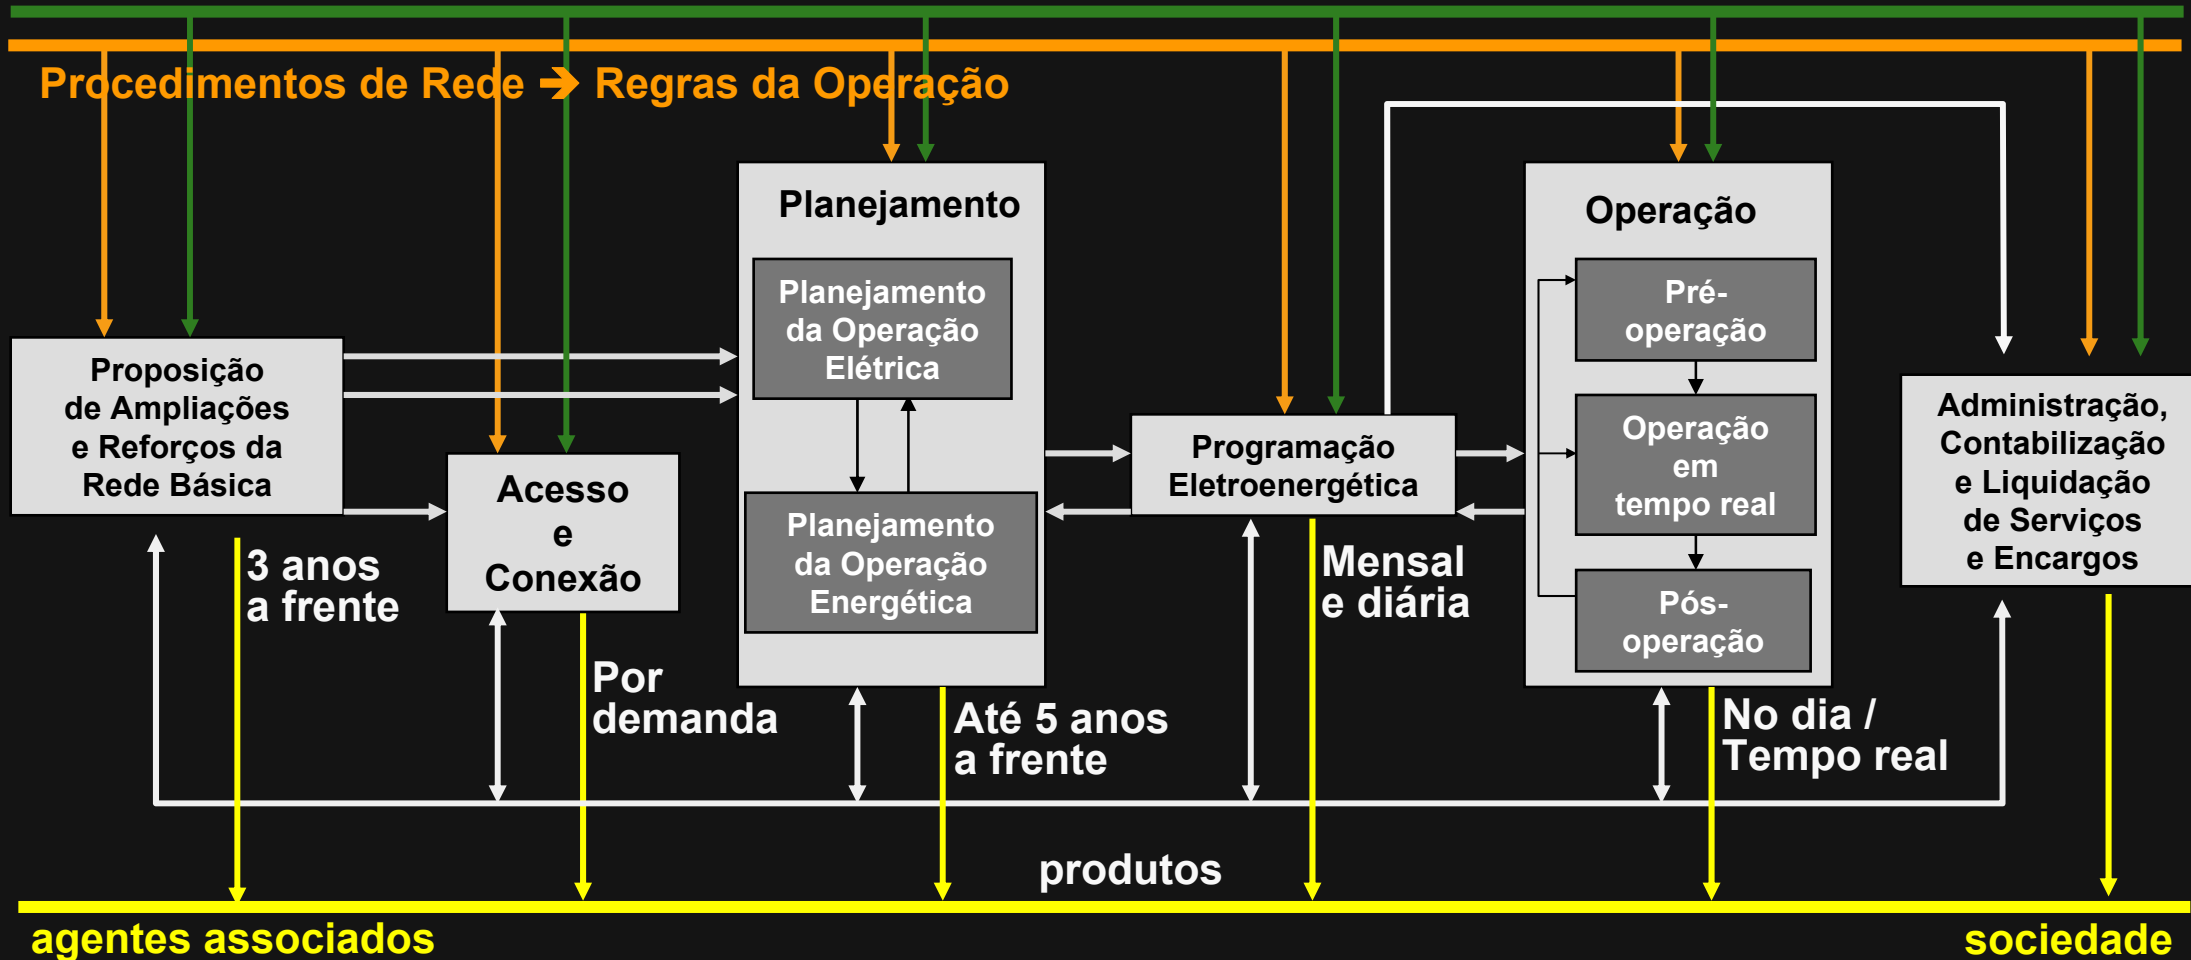 Procedimentos de Rede ➔ Regras da Operação
Proposição
de Ampliações
e Reforços da
Rede Básica
3 anos
a frente
Acesso
e
Conexão
Por
demanda
Planejamento
Planejamento
da Operação
Elétrica
Planejamento
da Operação
Energética
Até 5 anos
a frente
Programação
Eletroenergética
Mensal
e diária
Operação
Pré-
operação
Operação
em
tempo real
Pós-
operação
No dia /
Tempo real
Administração,
Contabilização
e Liquidação
de Serviços
e Encargos
produtos
agentes associados
sociedade